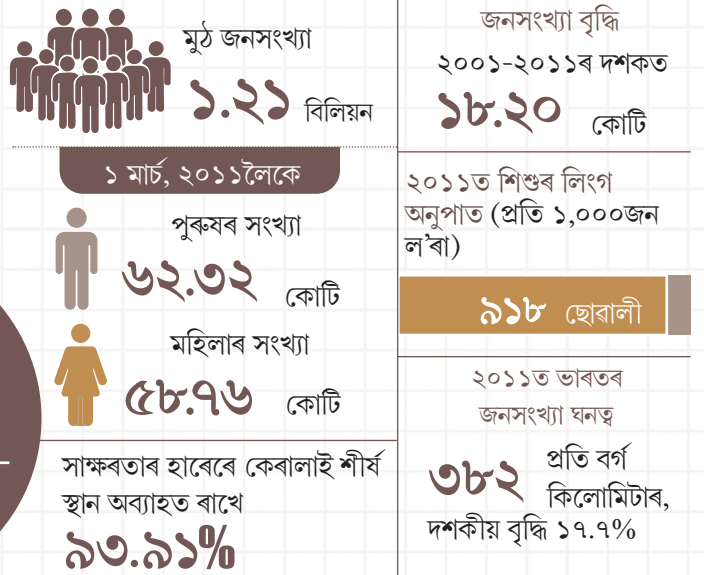 মুঠ জনসংখ্যা
১.২১ বিলিয়ন
১ মাৰ্চ, ২০১১লৈকে
পুৰুষৰ সংখ্যা
৬২.৩২ কোটি
মহিলাৰ সংখ্যা
৫৮.৭৬ কোটি
সাক্ষৰতাৰ হাৰেৰে কেৰালাই শীৰ্ষ
স্থান অব্যাহত ৰাখে
৯৩.৯১%
জনসংখ্যা বৃদ্ধি
২০০১-২০১১ৰ দশকত
১৮.২০ কোটি
২০১১ত শিশুৰ লিংগ
অনুপাত (প্ৰতি ১,০০০জন
ল'ৰা)
৯১৮ ছোৱালী
২০১১ত ভাৰতৰ
জনসংখ্যা ঘনত্ব
৩৮২ প্ৰতি বৰ্গ
কিলোমিটাৰ,
দশকীয় বৃদ্ধি ১৭.৭%